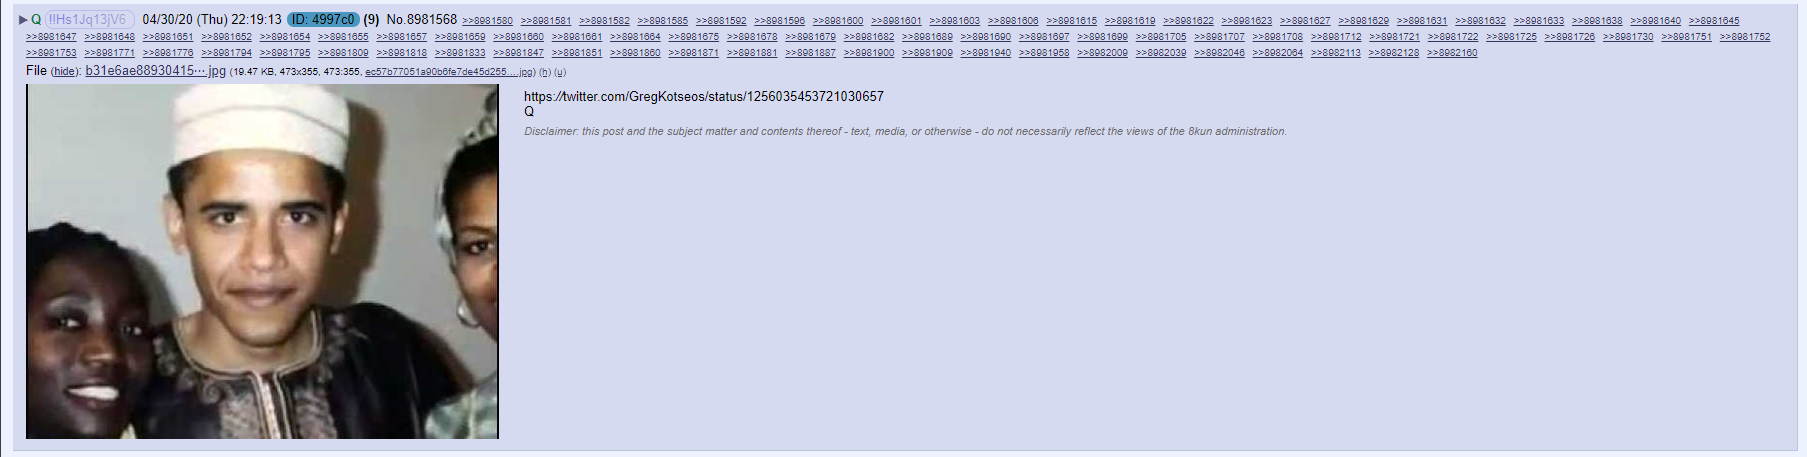 ▶ Q !!Hs1Jq13jV6 04/30/20 (Thu) 22:19:13 ID: 4997c0 (9) No.8981568 >>8981580 >>8981581 >>8981582 >>8981585 >>8981592 >>8981596 >>8981600 >>8981601 >>8981603 >>8981606 >>8981615 >>8981619 >>8981622 >>8981623 >>8981627 >>8981629 >>8981631 >>8981632 >>8981633 >>8981638 >>8981640 >>8981645
>>8981647 >>8981648 >>8981651 >>8981652 >>8981654 >>8981655 >>8981657 >>8981659 >>8981660 >>8981661 >>8981664 >>8981675 >>8981678 >>8981679 >>8981682 >>8981689 >>8981690 >>8981697 >>8981699 >>8981705 >>8981707 >>8981708 >>8981712 >>8981721 >>8981722 >>8981725 >>8981726 >>8981730 >>8981751 >>8981752
>>8981753 >>8981771 >>8981776 >>8981794 >>8981795 >>8981809 >>8981818 >>8981833 >>8981847 >>8981851 >>8981860 >>8981871 >>8981881 >>8981887 >>8981900 >>8981909 >>8981940 >>8981958 >>8982009 >>8982039 >>8982046 >>8982064 >>8982113 >>8982128 >>8982160
File (hide): b31e6ae88930415⋯.jpg (19.47 KB, 473x355, 473:355, ec57b77051a90b6fe7de45d255….jpg) (h) (u)
https://twitter.com/GregKotseos/status/1256035453721030657
Q
Disclaimer: this post and the subject matter and contents thereof - text, media, or otherwise - do not necessarily reflect the views of the 8kun administration.